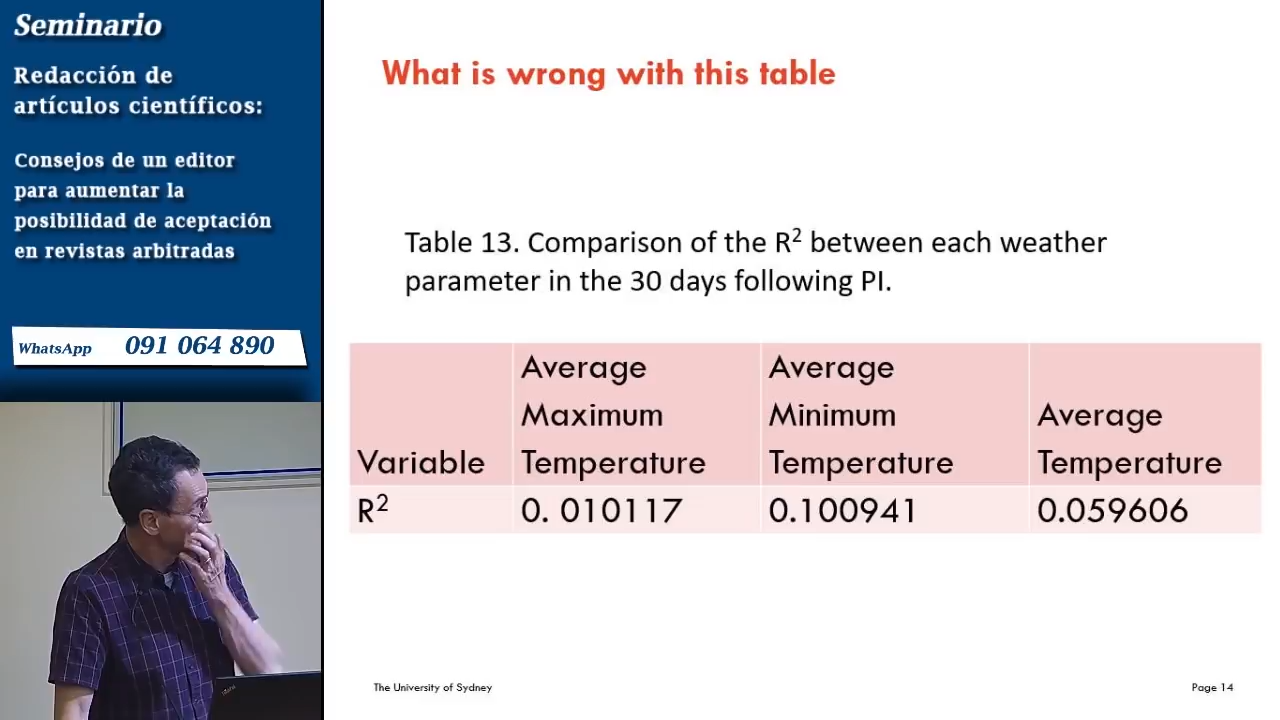 Seminario
Redacción de
artículos científicos:
Consejos de un editor
para aumentar la
posibilidad de aceptación
en revistas arbitradas
WhatsApp 091 064 890
What is wrong with this table
Table 13. Comparison of the R² between each weather
parameter in the 30 days following PI.
Variable
Average
Maximum
Temperature
Average
Minimum
Temperature
Average
Temperature
R² 0. 010117 0.100941 0.059606
The University of Sydney
Page 14